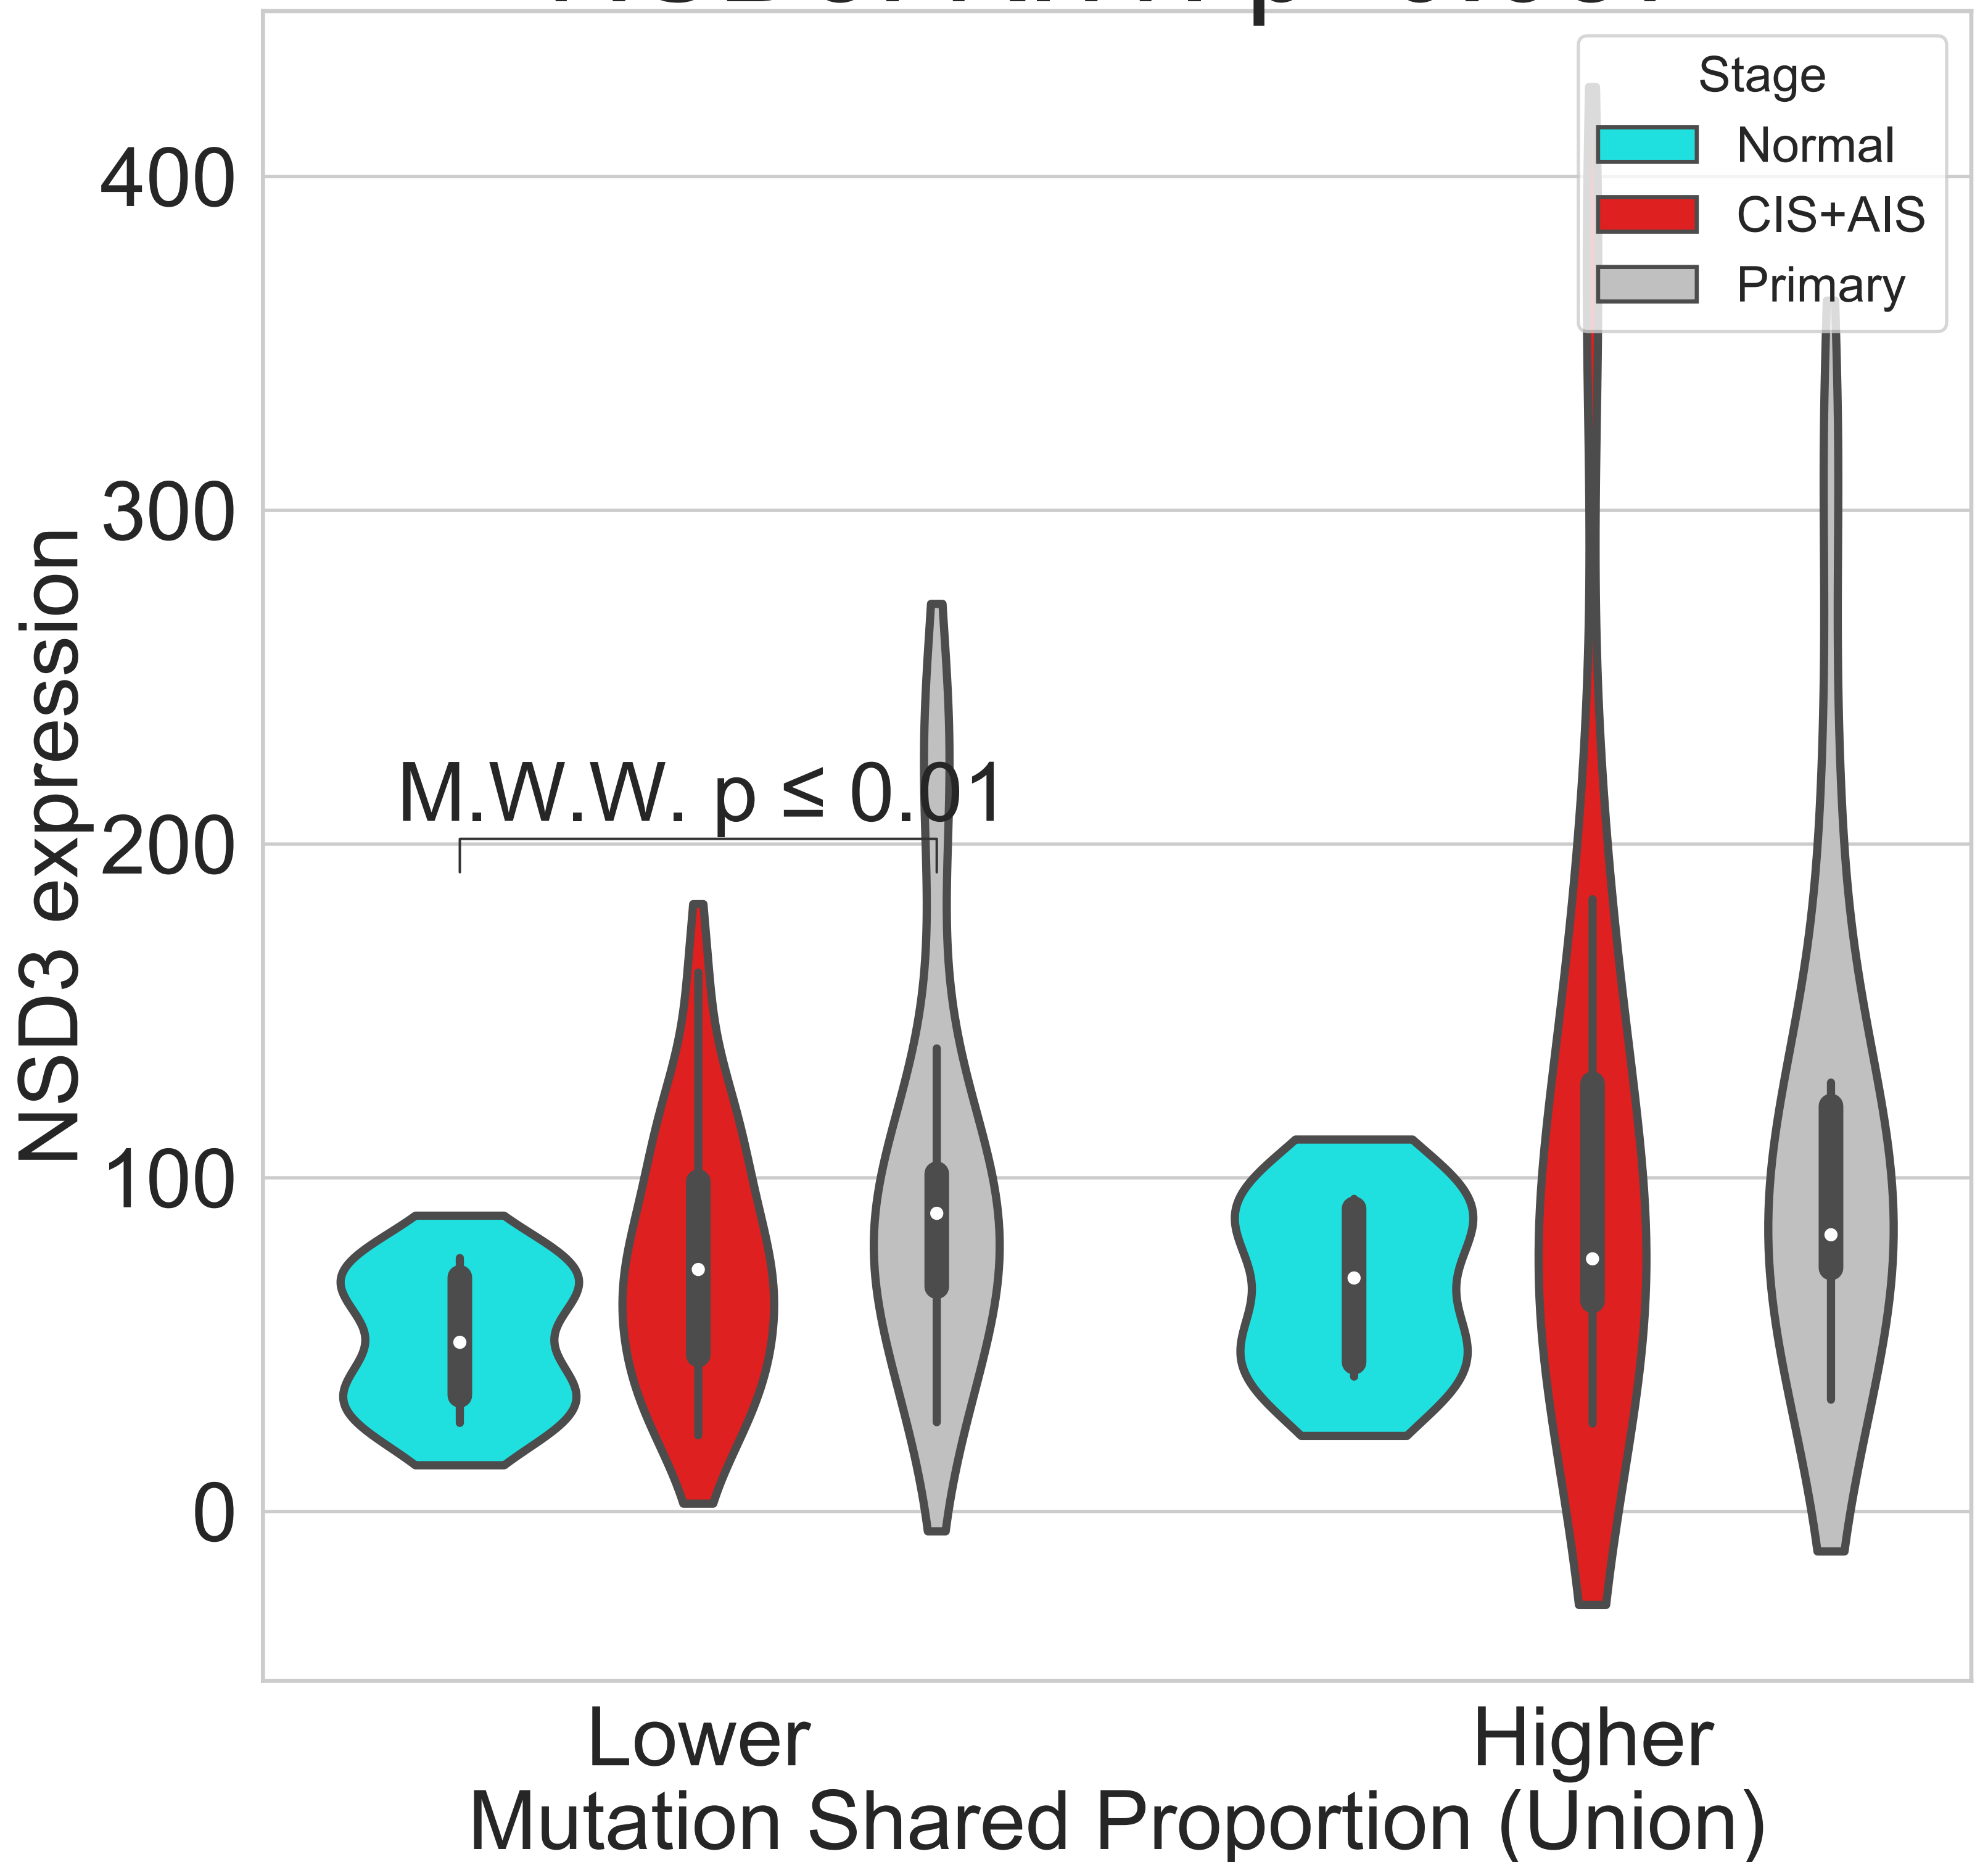 Stage
Normal
CIS+AIS
Primary
400
300
200
100
0
NSD3 expression
M.W.W. p ≤ 0.01
Lower
Higher
Mutation Shared Proportion (Union)